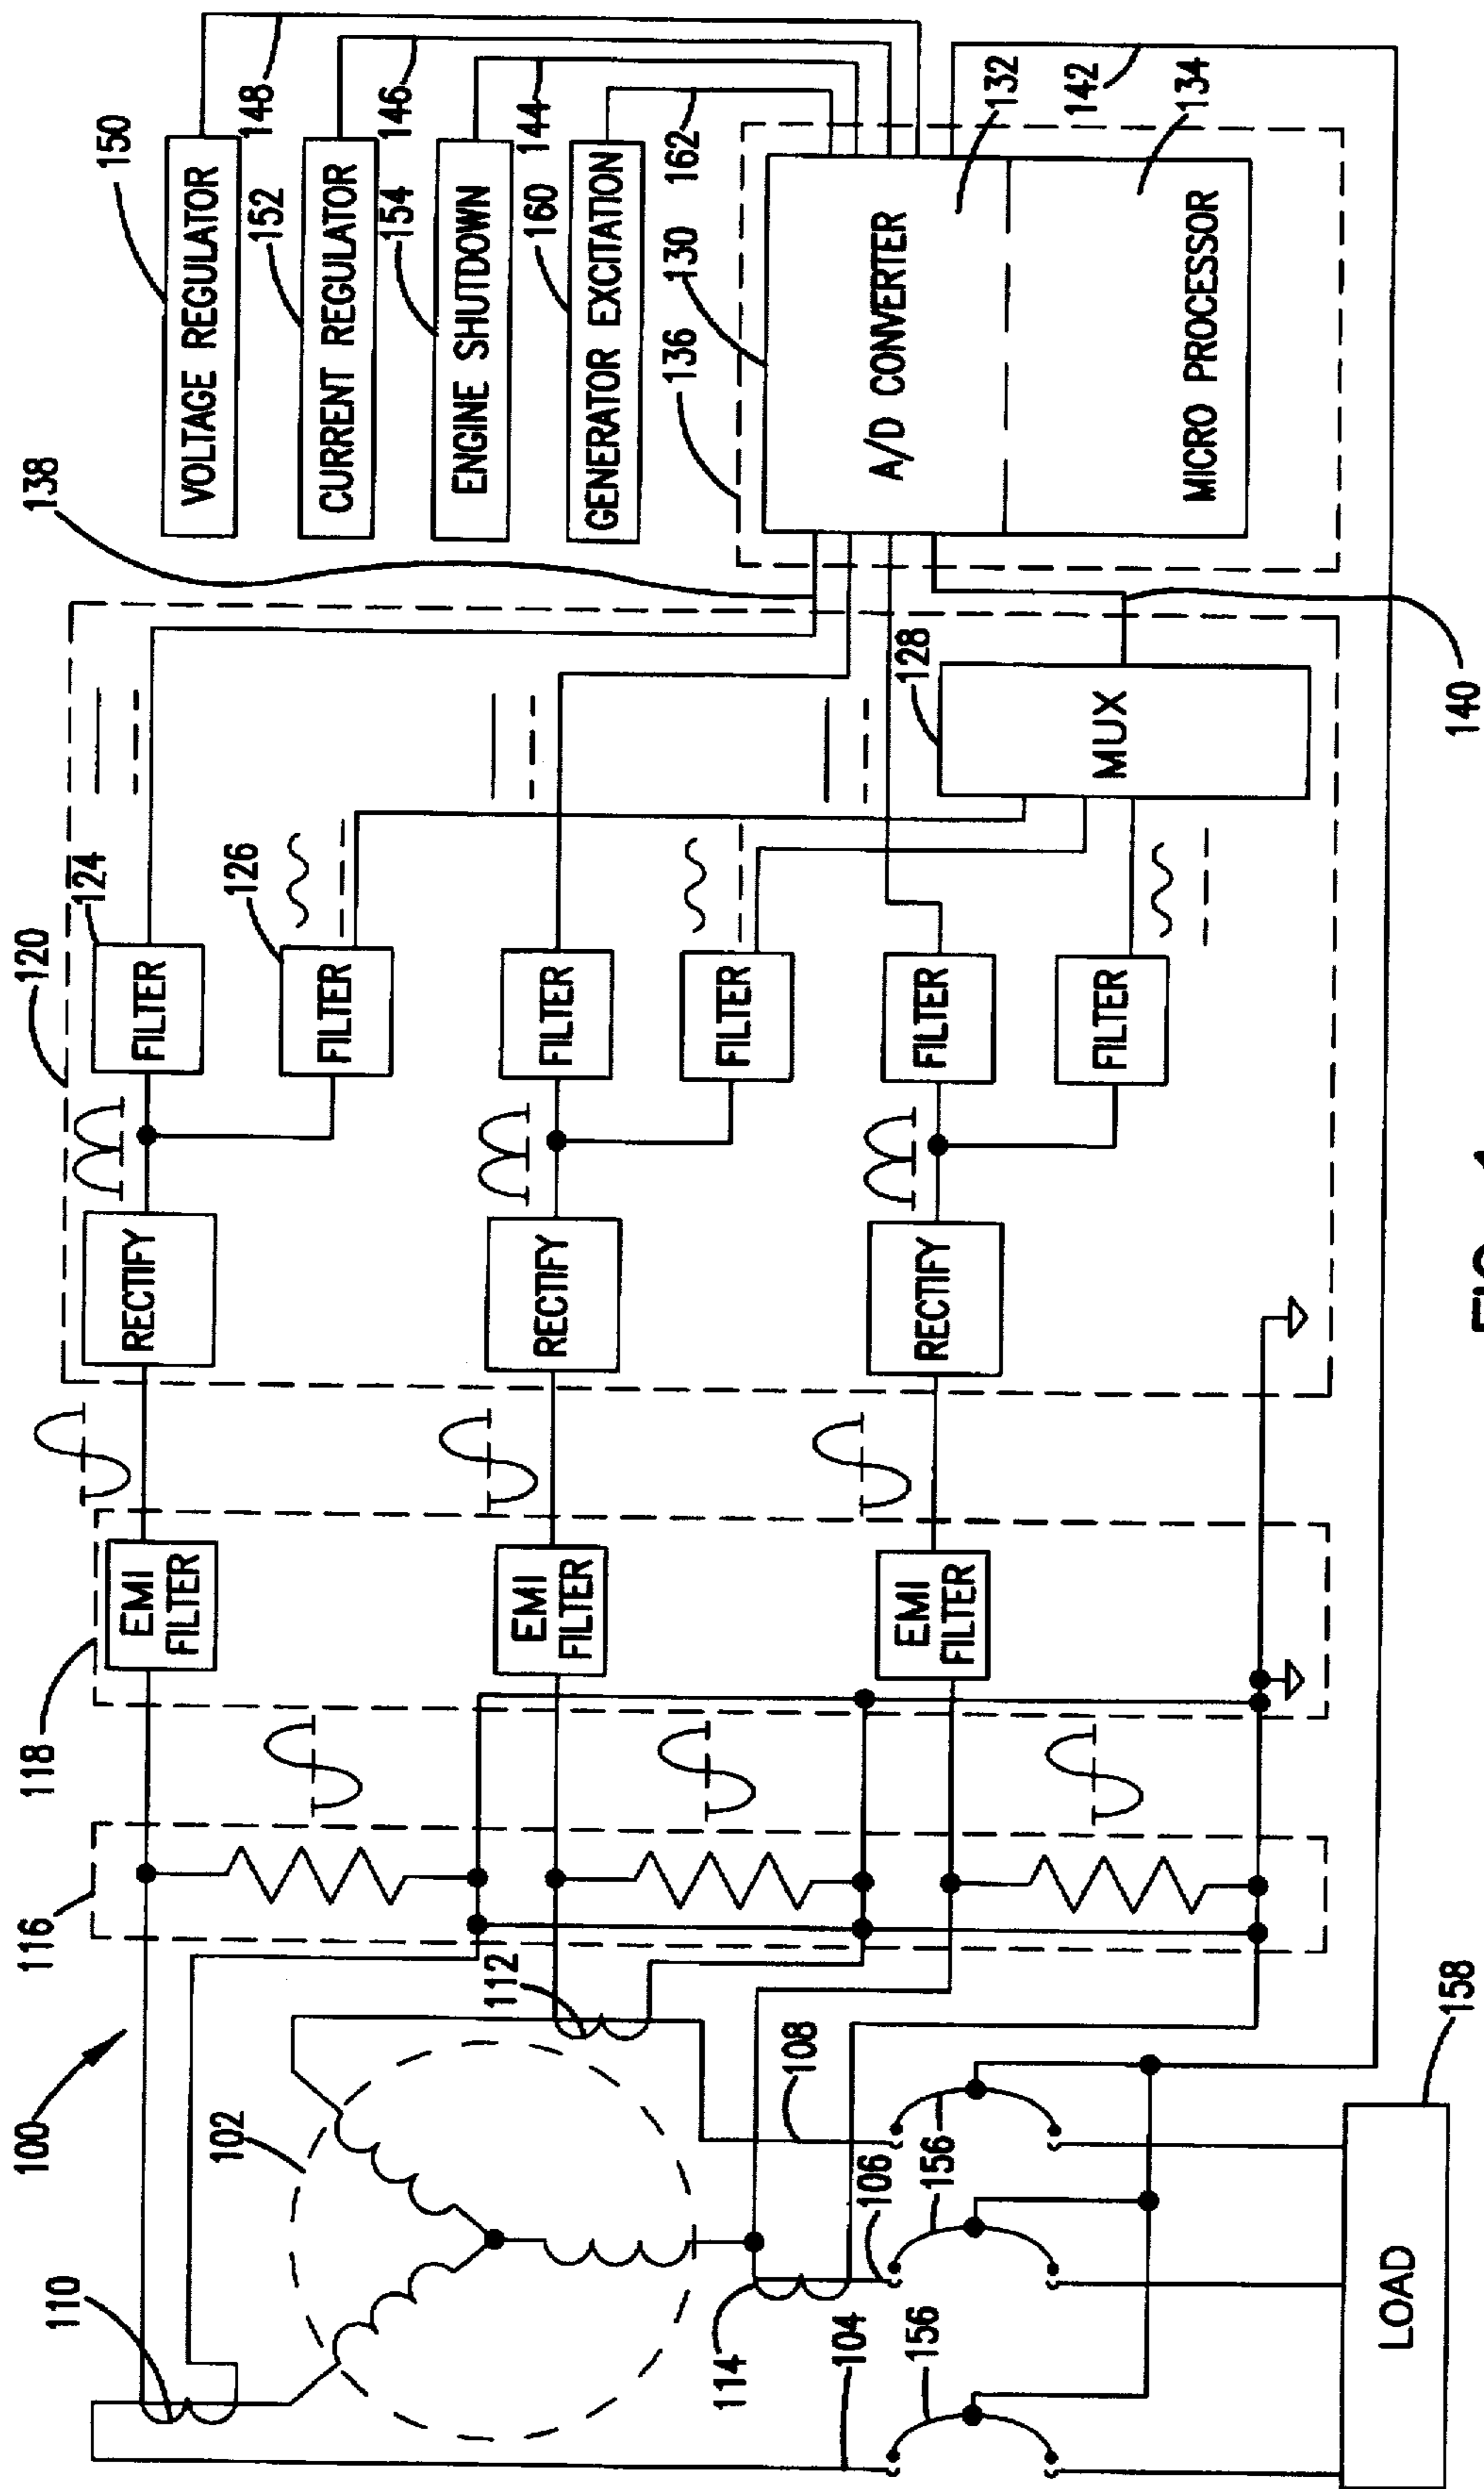 100
110
102
112
114
104
106
108
156
156
156
LOAD
158
116
118
EMI
FILTER
EMI
FILTER
EMI
FILTER
120
RECTIFY
RECTIFY
RECTIFY
124
FILTER
126
FILTER
FILTER
FILTER
FILTER
FILTER
128
MUX
138
140
150
VOLTAGE REGULATOR
148
152
CURRENT REGULATOR
146
154
ENGINE SHUTDOWN
144
160
GENERATOR EXCITATION
162
136
130
A/D CONVERTER
132
MICRO PROCESSOR
134
142